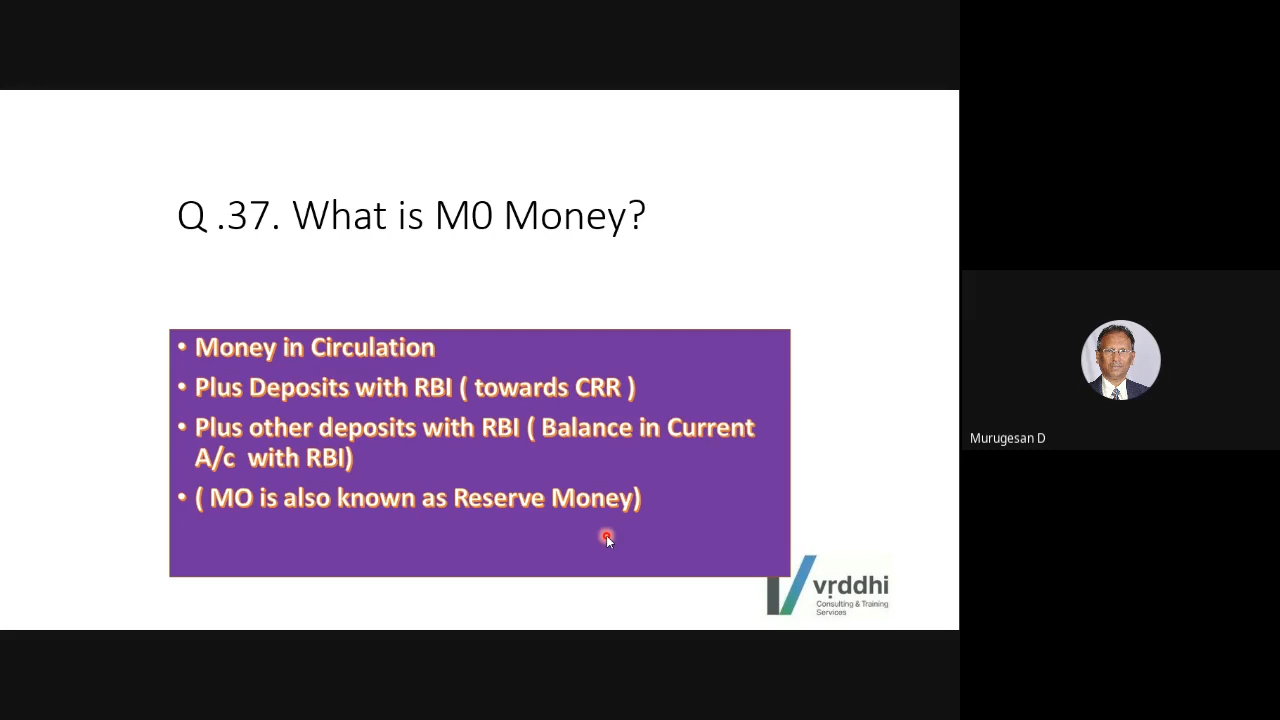 Q .37. What is M0 Money?
• Money in Circulation
• Plus Deposits with RBI ( towards CRR )
• Plus other deposits with RBI ( Balance in Current
A/c with RBI)
• ( MO is also known as Reserve Money)
vṛddhi
Consulting & Training
Services
Murugesan D